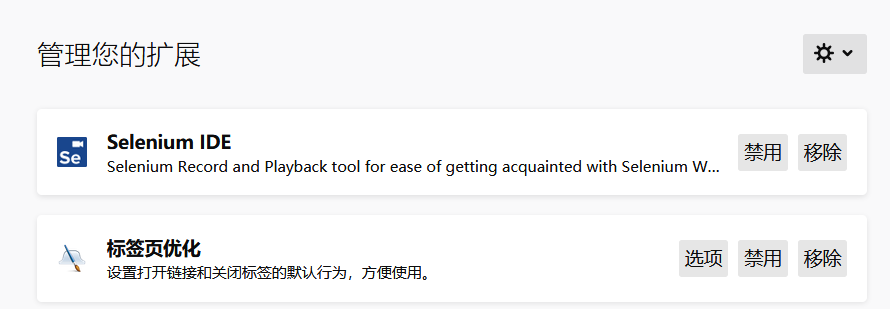 管理您的扩展
Selenium IDE
Selenium Record and Playback tool for ease of getting acquainted with Selenium W...
禁用
移除
Se
标签页优化
设置打开链接和关闭标签的默认行为，方便使用。
选项
禁用
移除